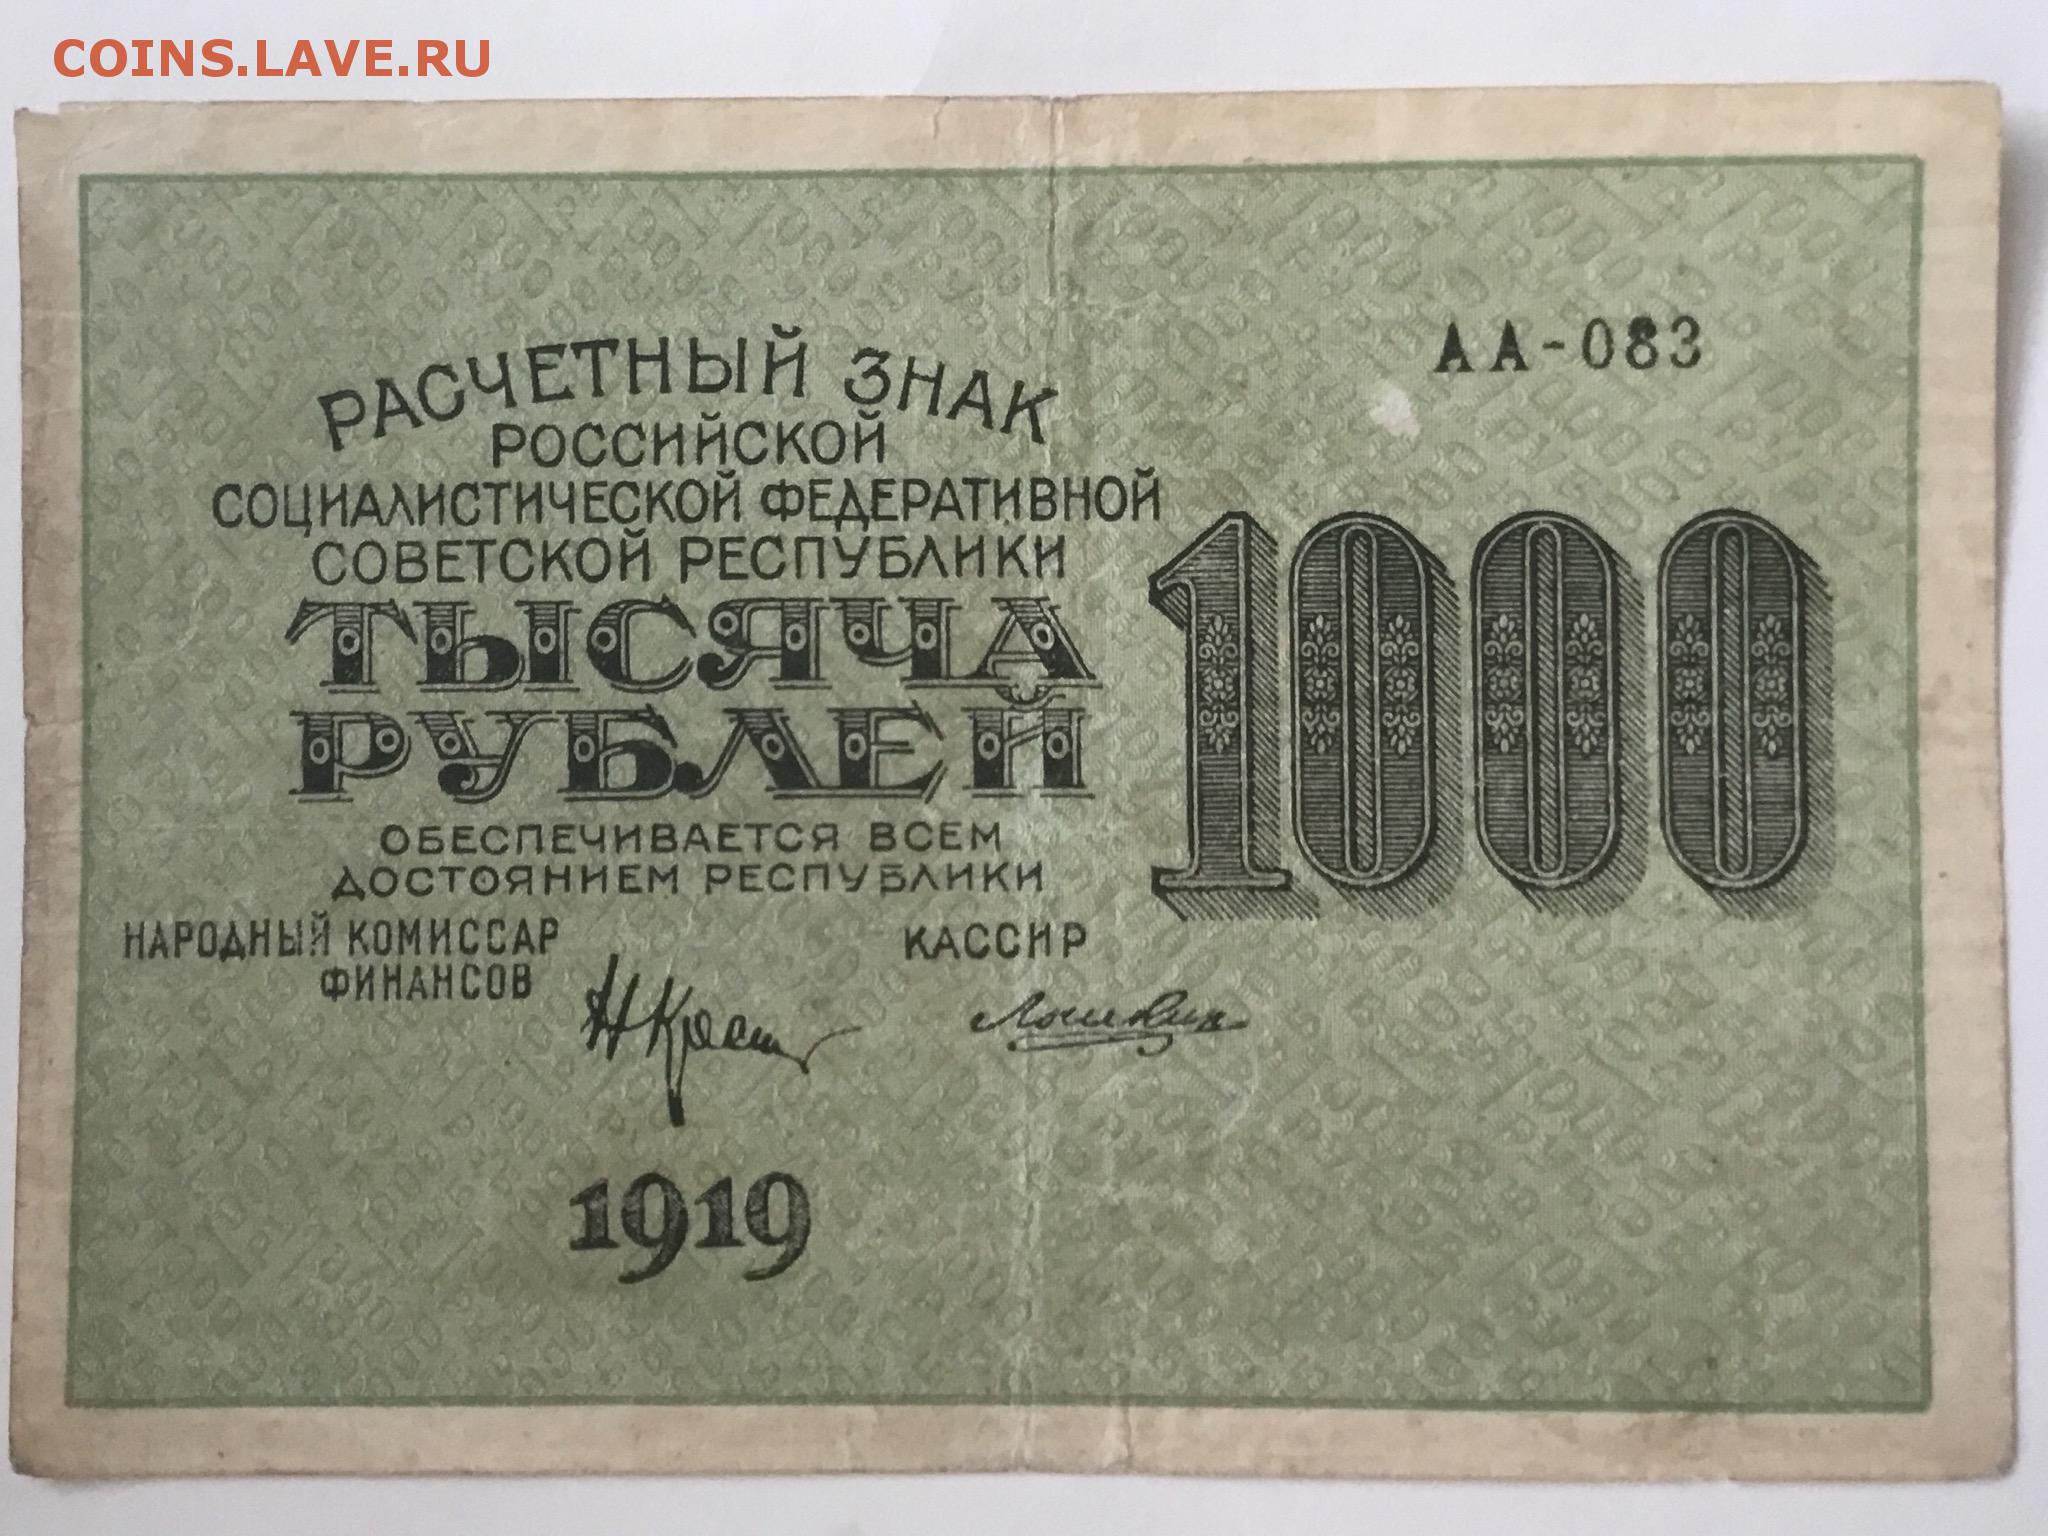 COINS.LAVE.RU
АА-083
РАСЧЕТНЫЙ ЗНАК
РОССИЙСКОЙ
СОЦИАЛИСТИЧЕСКОЙ ФЕДЕРАТИВНОЙ
СОВЕТСКОЙ РЕСПУБЛИКИ
ТЫСЯЧА
РУБЛЕЙ
1000
ОБЕСПЕЧИВАЕТСЯ ВСЕМ
ДОСТОЯНИЕМ РЕСПУБЛИКИ
НАРОДНЫЙ КОМИССАР
ФИНАНСОВ
КАССИР
1919